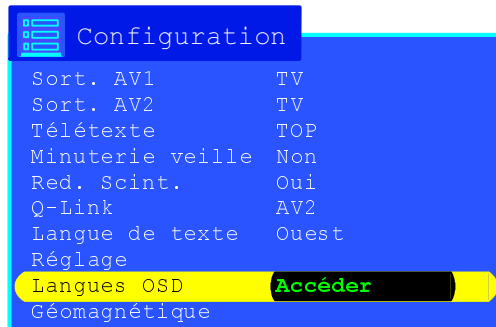 Configuration
Sort. AV1 TV
Sort. AV2 TV
Télétexte TOP
Minuterie veille Non
Red. Scint. Oui
Q-Link AV2
Langue de texte Ouest
Réglage
Langues OSD Accéder
Géomagnétique